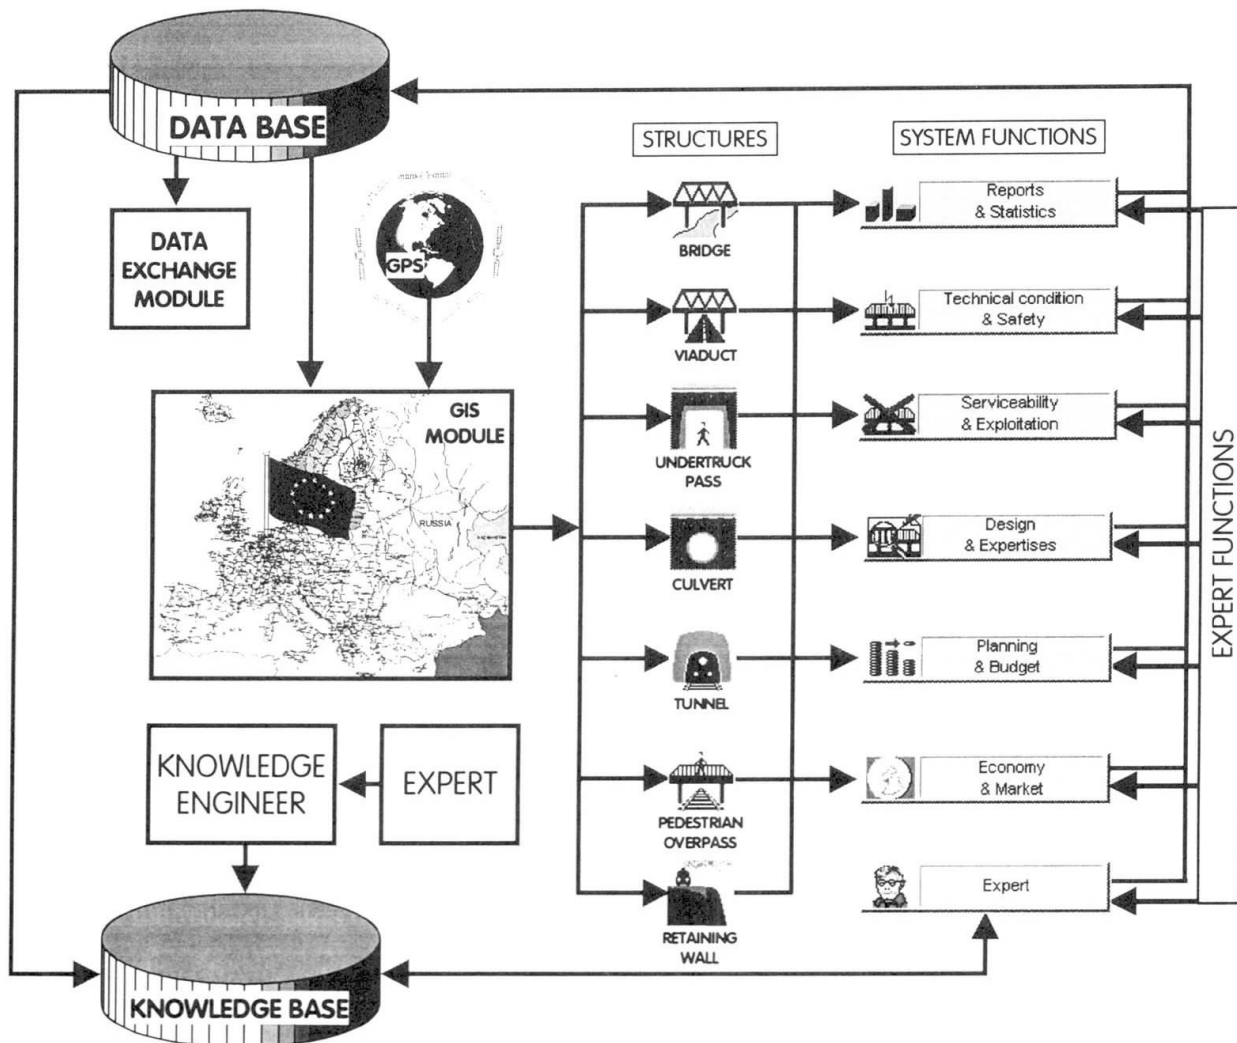 DATA BASE
DATA
EXCHANGE
MODULE
GPS
GIS
MODULE
RUSSIA
KNOWLEDGE
ENGINEER
EXPERT
KNOWLEDGE BASE
STRUCTURES
BRIDGE
VIADUCT
UNDERTRUCK
PASS
CULVERT
TUNNEL
PEDESTRIAN
OVERPASS
RETAINING
WALL
SYSTEM FUNCTIONS
Reports
& Statistics
Technical condition
& Safety
Serviceability
& Exploitation
Design
& Expertises
Planning
& Budget
Economy
& Market
Expert
EXPERT FUNCTIONS